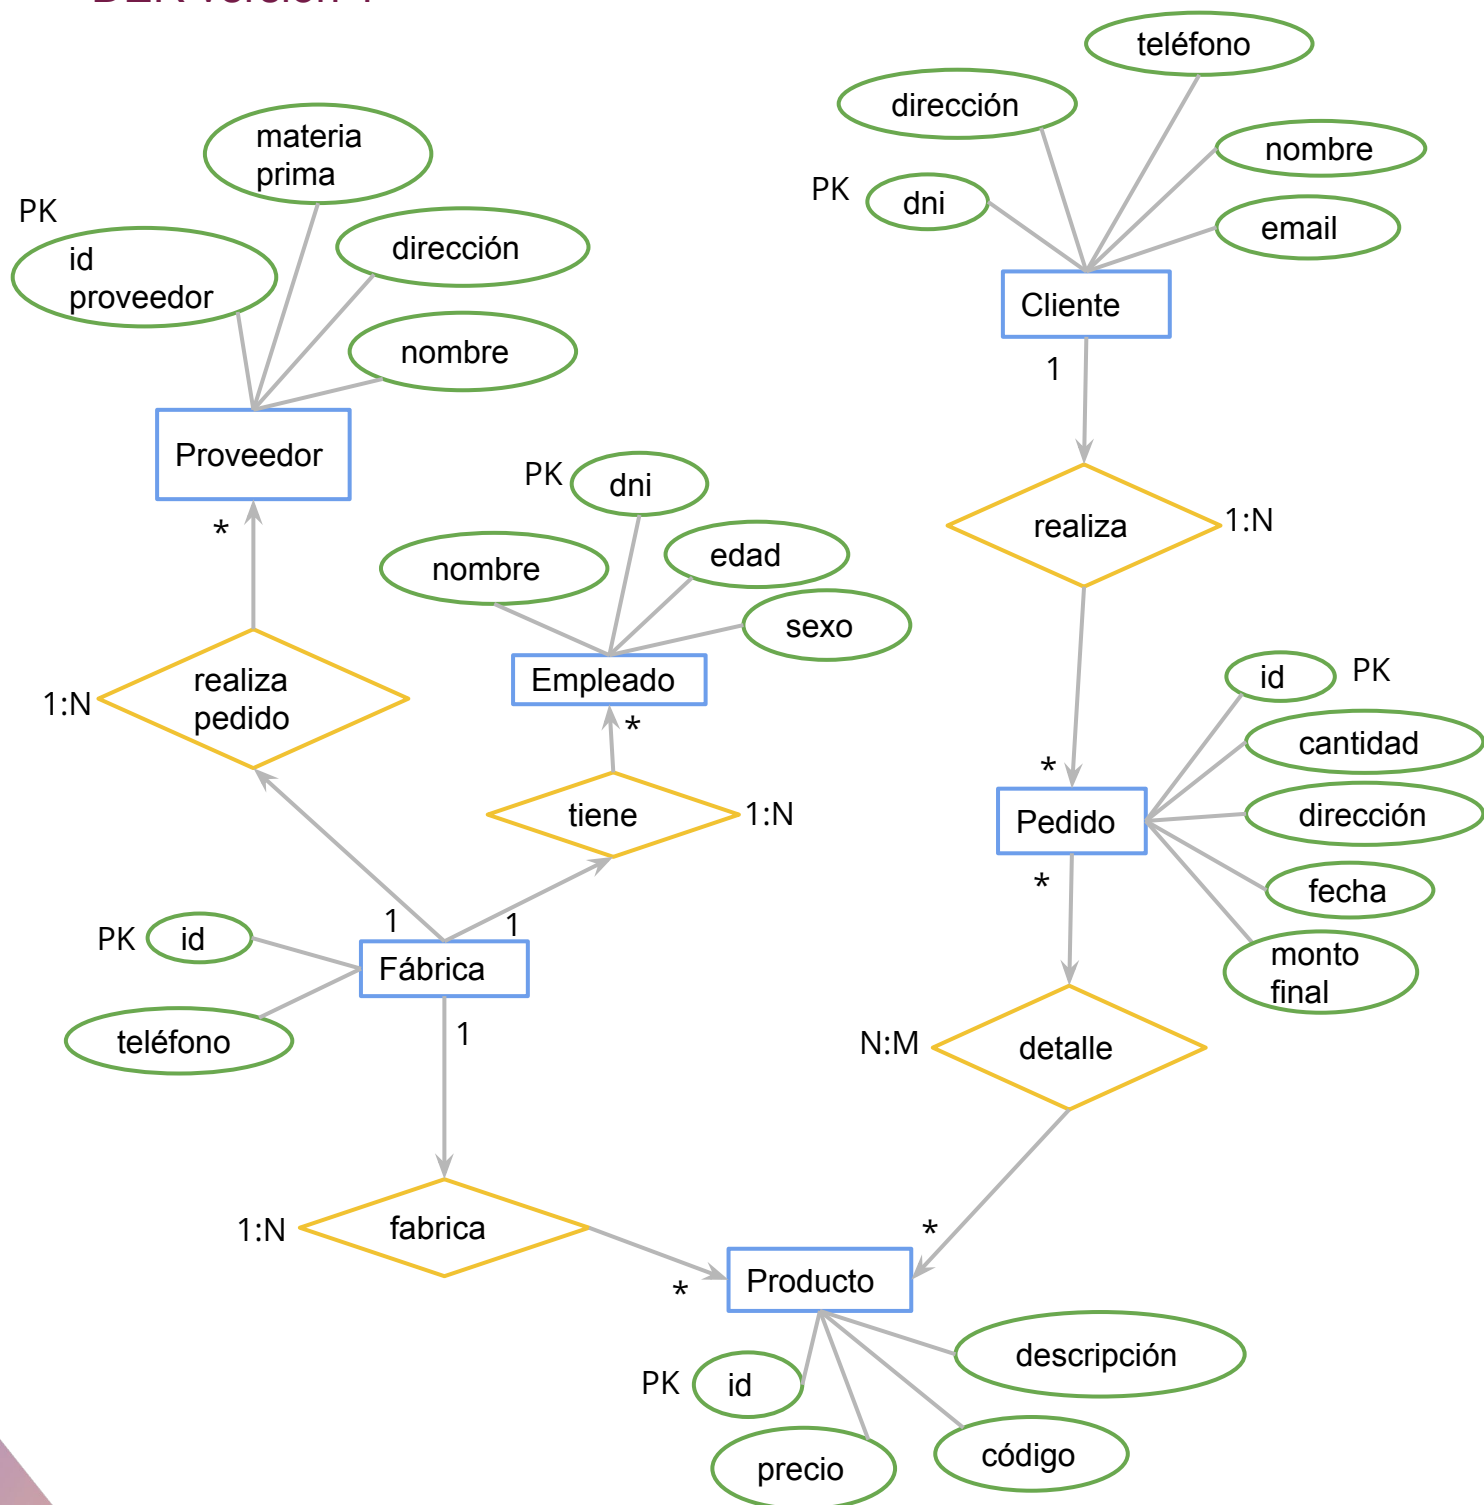 teléfono
dirección
materia
prima
nombre
PK
dni
PK
email
id
proveedor
dirección
Cliente
nombre
1
Proveedor
PK
dni
*
realiza
1:N
nombre
edad
sexo
realiza
pedido
Empleado
id
PK
1:N
*
cantidad
*
tiene
1:N
Pedido
dirección
*
fecha
1
1
PK
id
Fábrica
monto
final
1
teléfono
N:M
detalle
1:N
fabrica
*
*
Producto
descripción
PK
id
código
precio